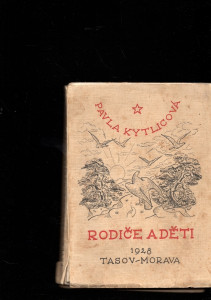 PAVLA KYTLICOVÁ
RODIČE A DĚTI
1928
TASOV-MORAVA